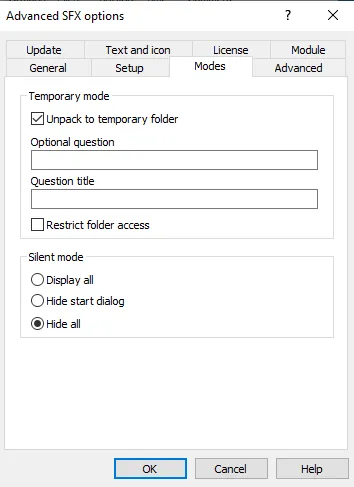 Advanced SFX options ?
Update Text and icon License Module
General Setup Modes Advanced
Temporary mode
Unpack to temporary folder
Optional question
Question title
Restrict folder access
Silent mode
Display all
Hide start dialog
Hide all
OK Cancel Help